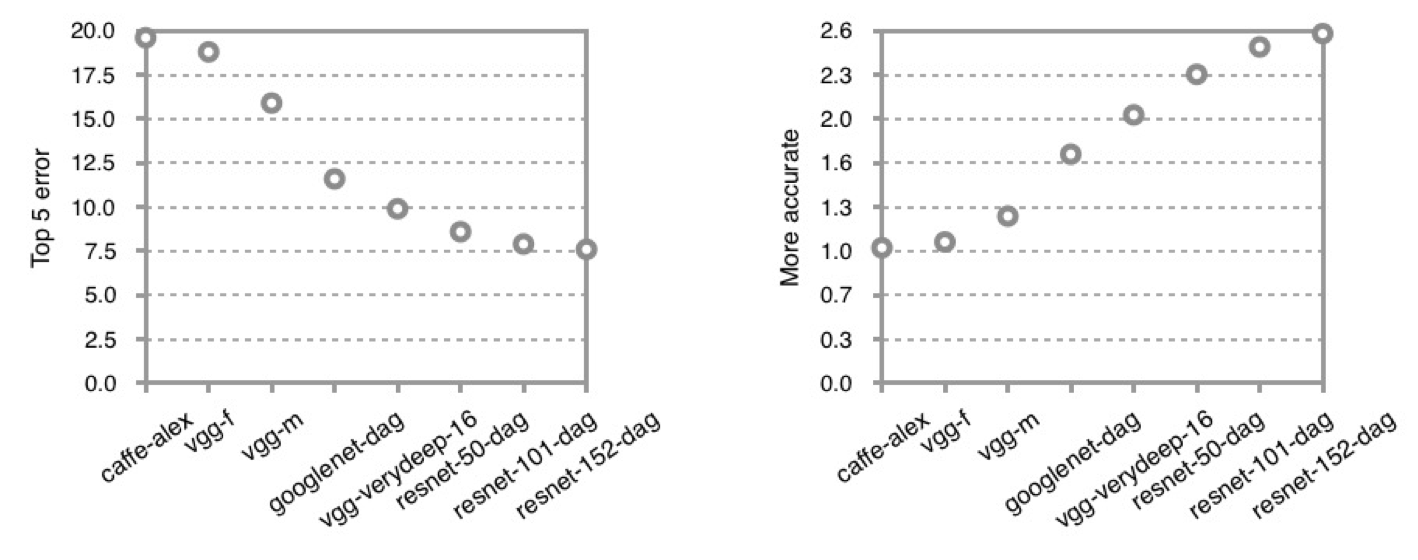 Top 5 error
20.0
17.5
15.0
12.5
10.0
7.5
5.0
2.5
0.0
caffe-alex
vgg-f
vgg-m
googlenet-dag
vgg-verydeep-16
resnet-50-dag
resnet-101-dag
resnet-152-dag
More accurate
2.6
2.3
2.0
1.6
1.3
1.0
0.7
0.3
0.0
caffe-alex
vgg-f
vgg-m
googlenet-dag
vgg-verydeep-16
resnet-50-dag
resnet-101-dag
resnet-152-dag